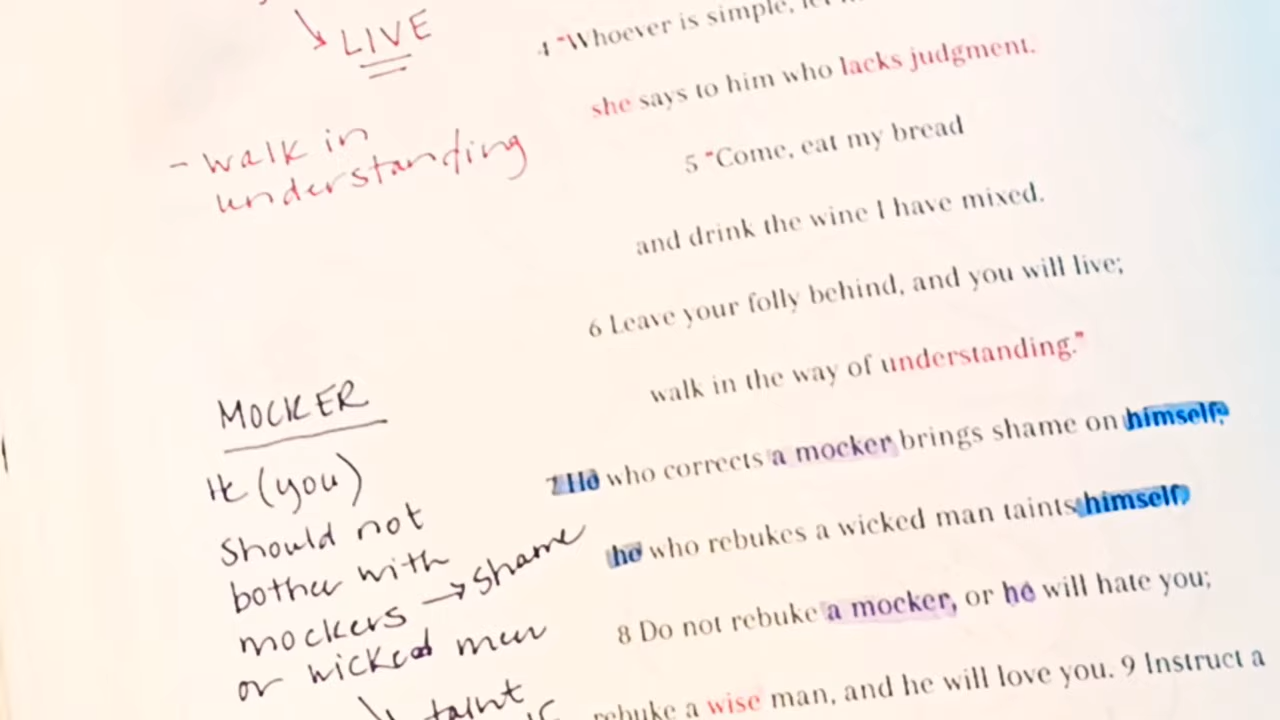 LIVE
- walk in
understanding
MOCKER
He (you)
Should not
bother with
mockers → shame
or wicked men
taint
4 "Whoever is simple, let
she says to him who lacks judgment.
5 "Come, eat my bread
and drink the wine I have mixed.
6 Leave your folly behind, and you will live;
walk in the way of understanding."
7 He who corrects a mocker brings shame on himself;
he who rebukes a wicked man taints himself.
8 Do not rebuke a mocker, or he will hate you;
rebuke a wise man, and he will love you. 9 Instruct a